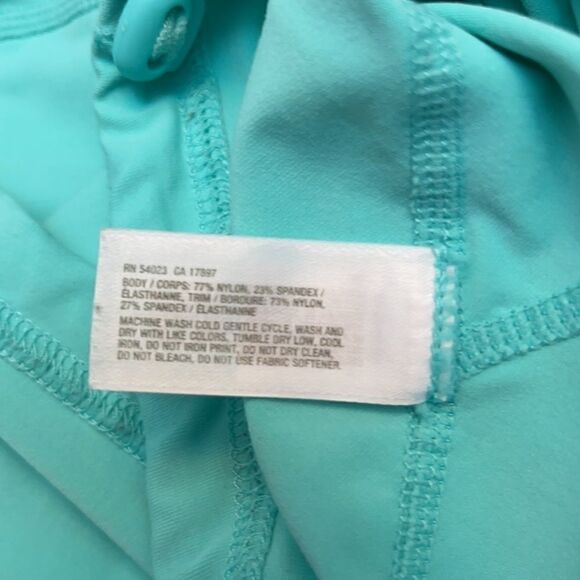 RN 54023 CA 17897
BODY / CORPS: 77% NYLON, 23% SPANDEX /
ÉLASTHANNE, TRIM / BORDURE: 73% NYLON,
27% SPANDEX / ÉLASTHANNE
MACHINE WASH COLD GENTLE CYCLE, WASH AND
DRY WITH LIKE COLORS, TUMBLE DRY LOW, COOL
IRON, DO NOT IRON PRINT, DO NOT DRY CLEAN,
DO NOT BLEACH, DO NOT USE FABRIC SOFTENER.